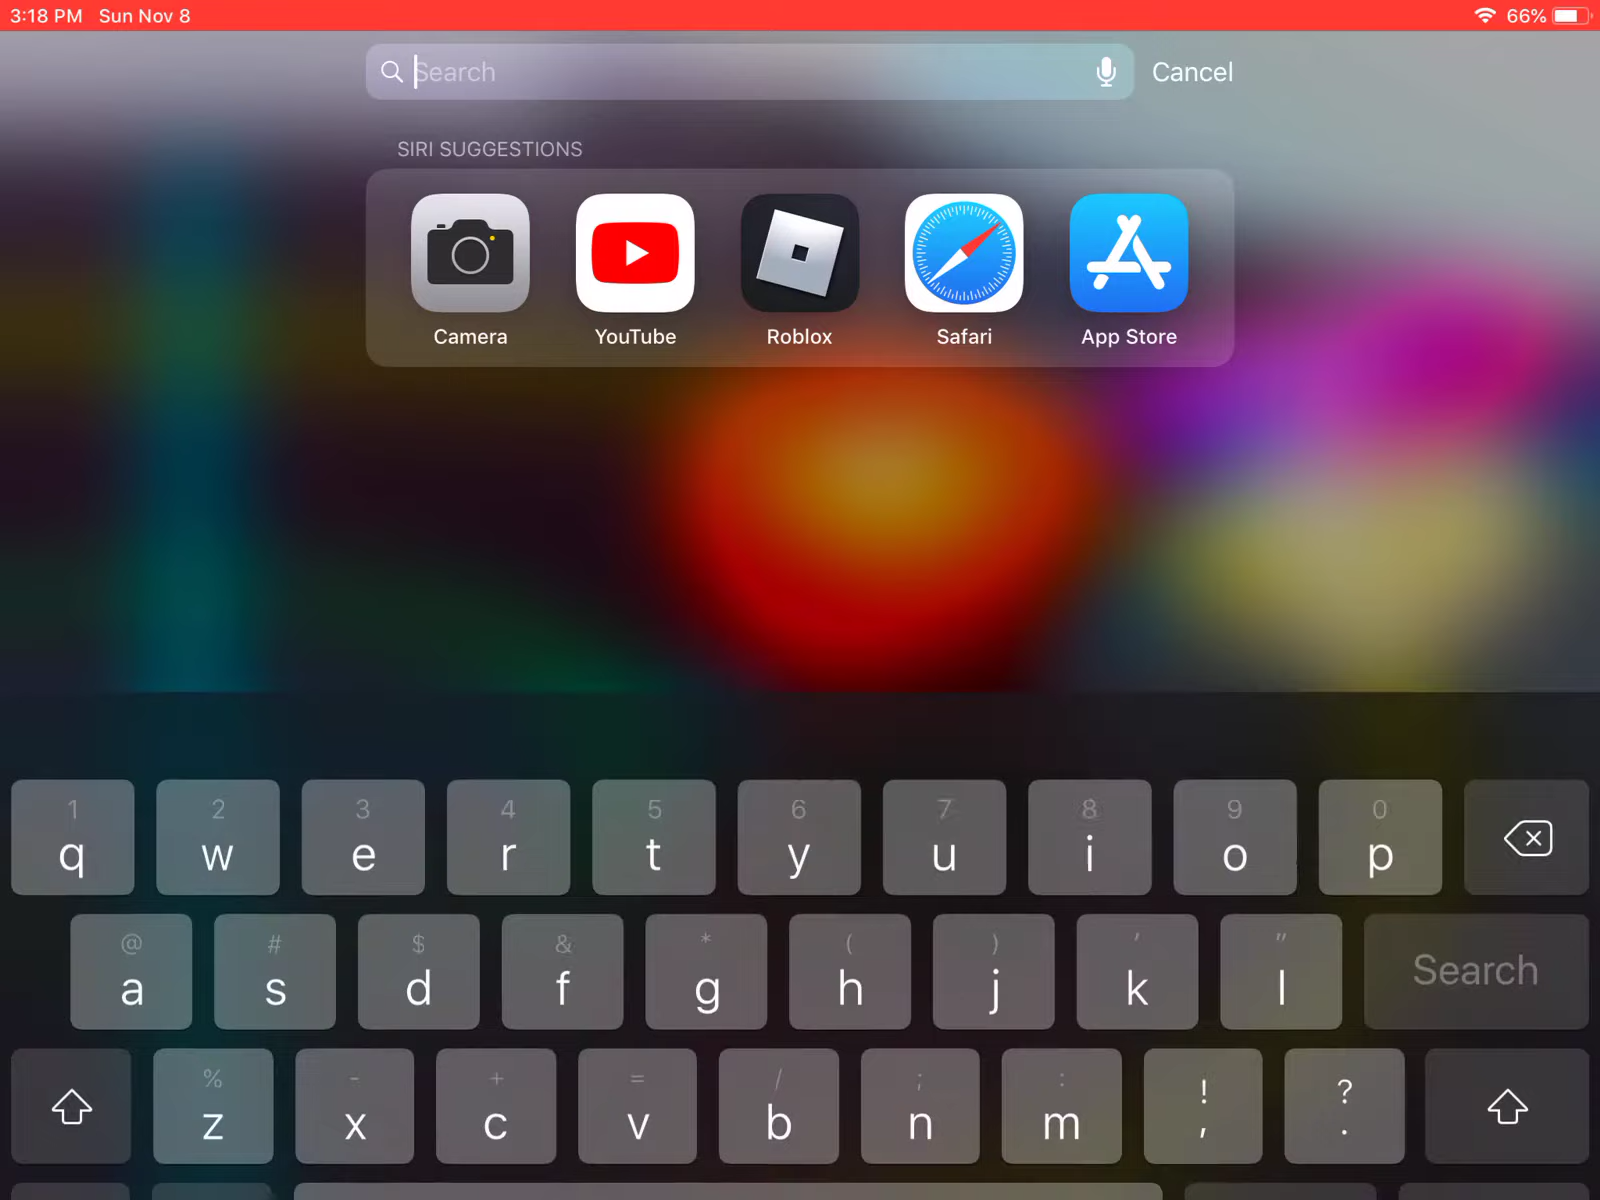 3:18 PM Sun Nov 8 66%
Search Cancel
SIRI SUGGESTIONS
Camera YouTube Roblox Safari App Store
1 2 3 4 5 6 7 8 9 0
q w e r t y u i o p
@ # $ & * ( ) ' "
a s d f g h j k l Search
% - + = / ; : ! ?
z x c v b n m , .